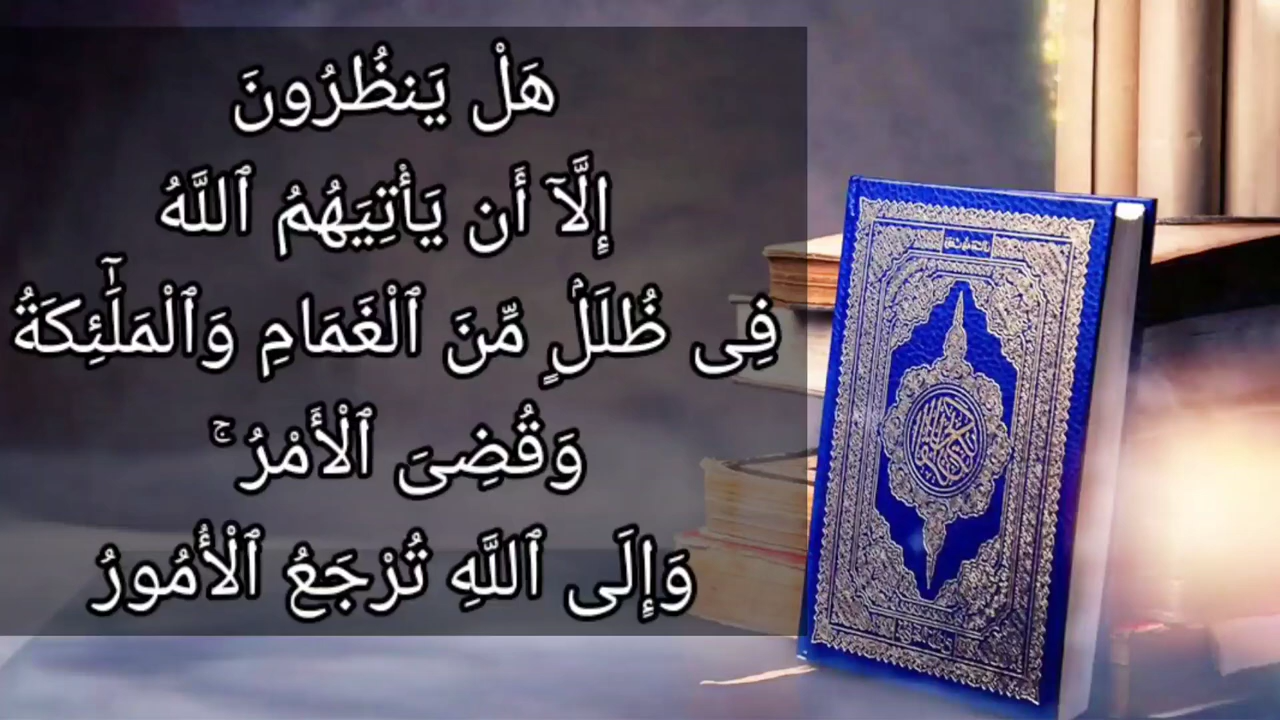 هَلْ يَنظُرُونَ
إِلَّآ أَن يَأْتِيَهُمُ ٱللَّهُ
فِى ظُلَلٍۢ مِّنَ ٱلْغَمَامِ وَٱلْمَلَٰٓئِكَةُ
وَقُضِىَ ٱلْأَمْرُ ۚ
وَإِلَى ٱللَّهِ تُرْجَعُ ٱلْأُمُورُ